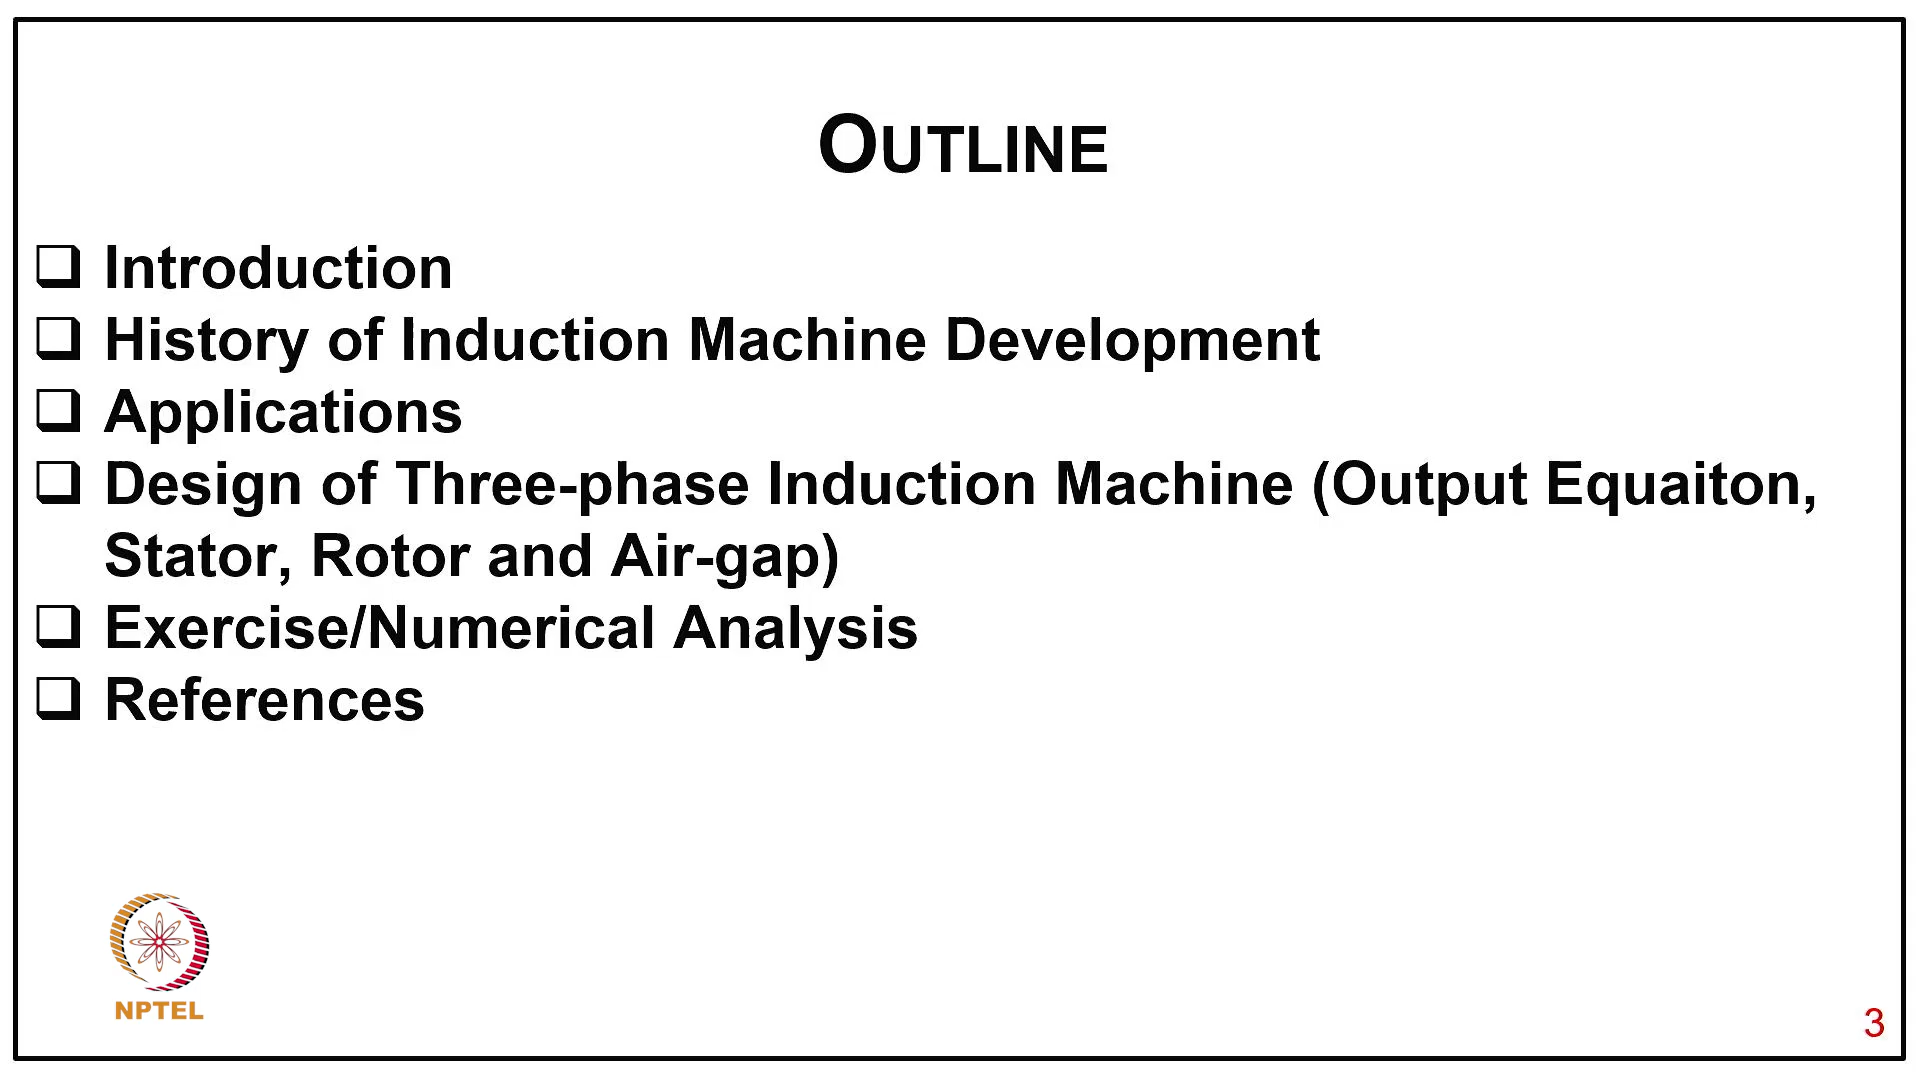 OUTLINE
❑ Introduction
❑ History of Induction Machine Development
❑ Applications
❑ Design of Three-phase Induction Machine (Output Equaiton,
Stator, Rotor and Air-gap)
❑ Exercise/Numerical Analysis
❑ References
NPTEL
3